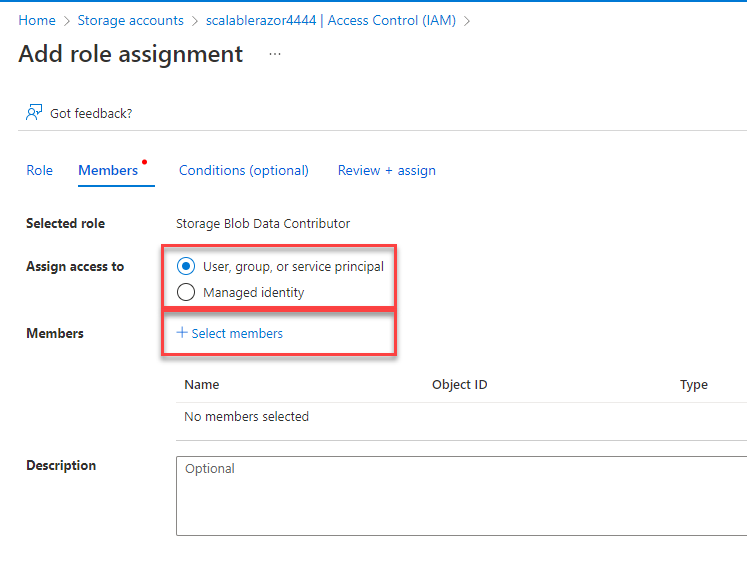 Home > Storage accounts > scalablerazor4444 | Access Control (IAM) >
Add role assignment ...
Got feedback?
Role Members Conditions (optional) Review + assign
Selected role Storage Blob Data Contributor
Assign access to User, group, or service principal
Managed identity
Members + Select members
Name Object ID Type
No members selected
Description Optional